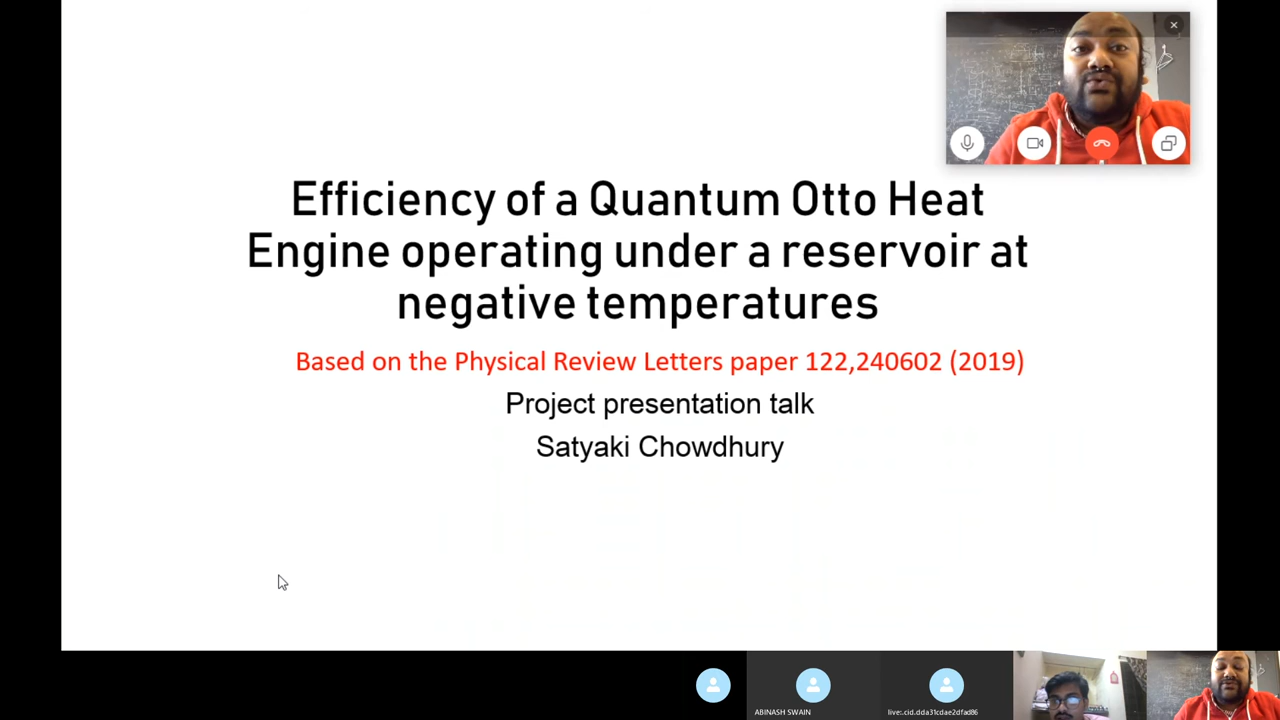 Efficiency of a Quantum Otto Heat
Engine operating under a reservoir at
negative temperatures
Based on the Physical Review Letters paper 122,240602 (2019)
Project presentation talk
Satyaki Chowdhury
ABINASH SWAIN
live:.cid.dda31cdae2dfad86